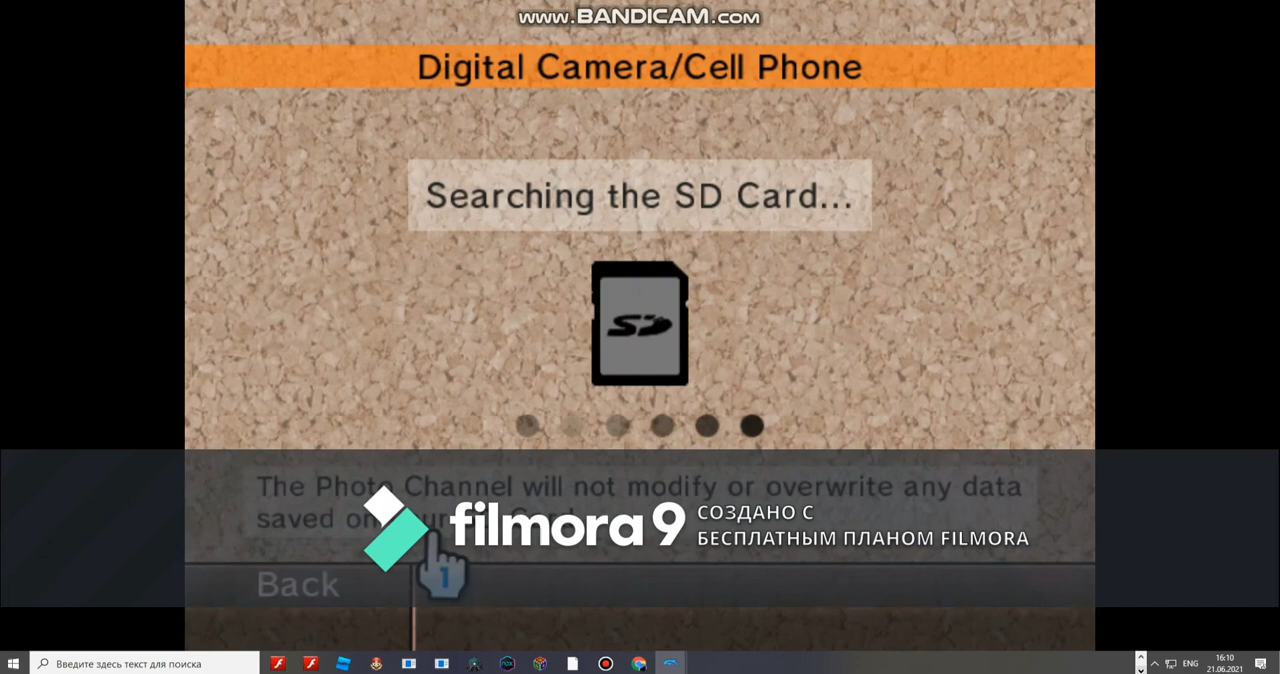 www.BANDICAM.com
Digital Camera/Cell Phone
Searching the SD Card...
SD
The Photo Channel will not modify or overwrite any data
saved on
filmora9
СОЗДАНО С
БЕСПЛАТНЫМ ПЛАНОМ FILMORA
Back
1
Введите здесь текст для поиска
ENG
16:10
21.06.2021